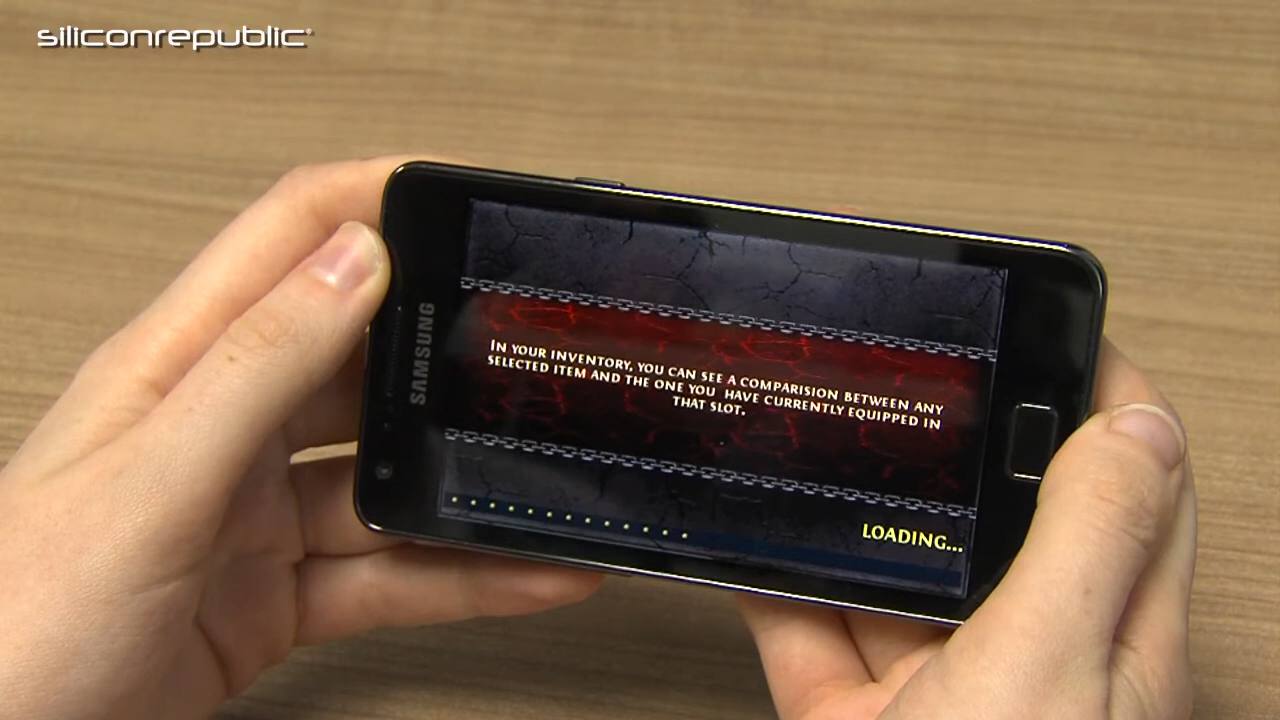 siliconrepublic
SAMSUNG
IN YOUR INVENTORY, YOU CAN SEE A COMPARISION BETWEEN ANY
SELECTED ITEM AND THE ONE YOU HAVE CURRENTLY EQUIPPED IN
THAT SLOT.
LOADING...